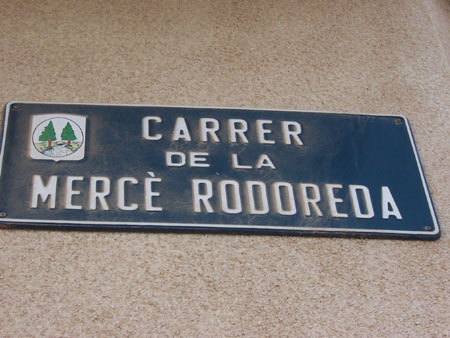 CARRER
DE LA
MERCÈ RODOREDA